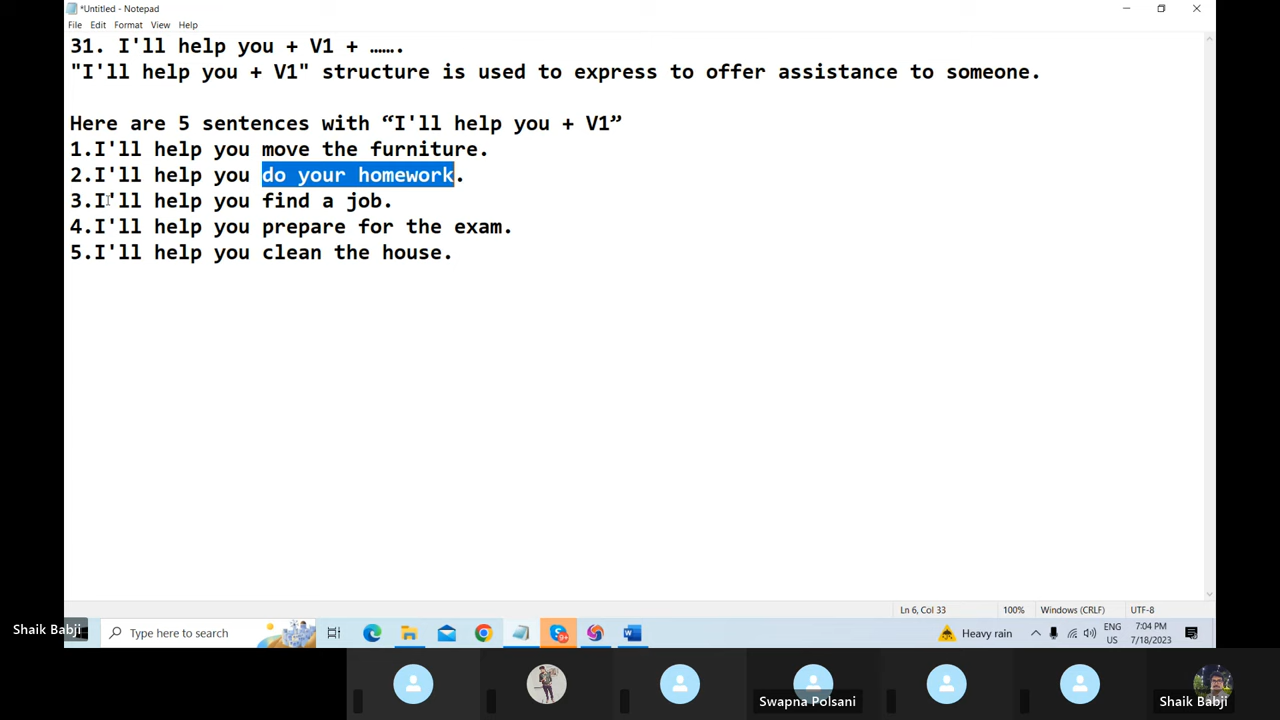 *Untitled - Notepad
File Edit Format View Help
31. I'll help you + V1 + …….
"I'll help you + V1" structure is used to express to offer assistance to someone.
Here are 5 sentences with “I'll help you + V1”
1.I'll help you move the furniture.
2.I'll help you do your homework.
3.I'll help you find a job.
4.I'll help you prepare for the exam.
5.I'll help you clean the house.
Ln 6, Col 33 100% Windows (CRLF) UTF-8
Shaik Babji
Type here to search
9+
W
Heavy rain
ENG
US
7:04 PM
7/18/2023
Swapna Polsani
Shaik Babji